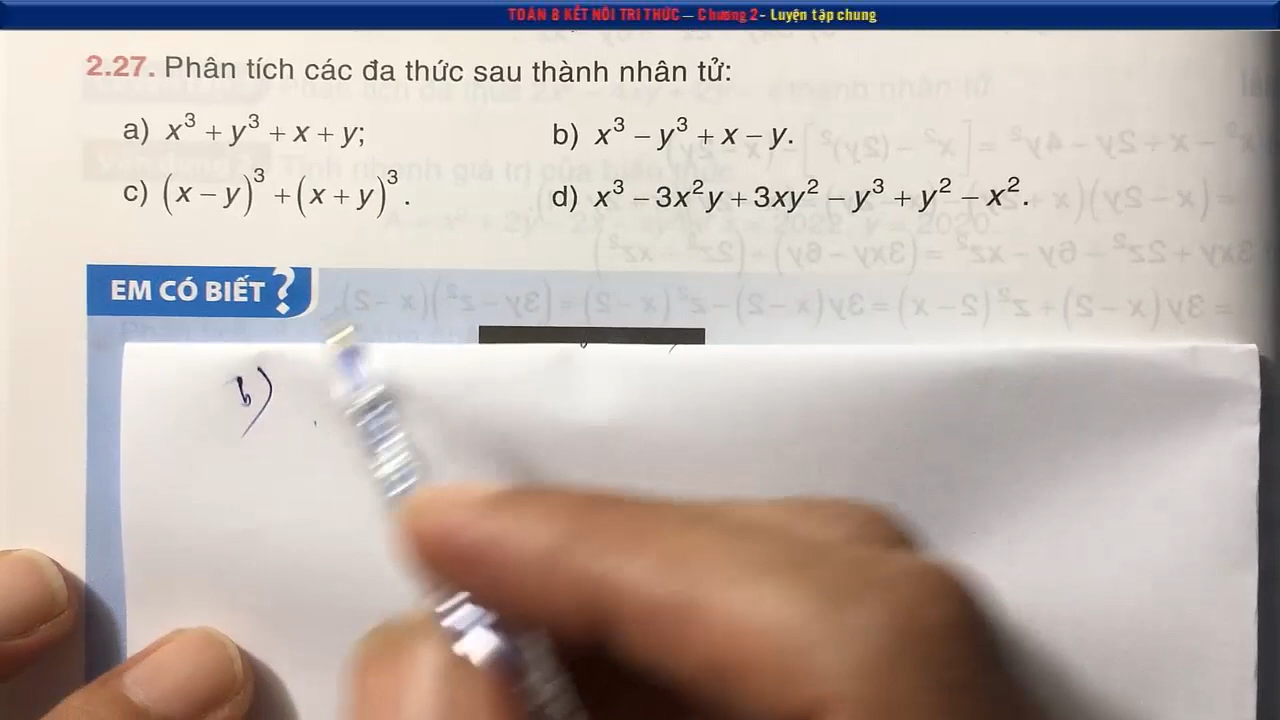 TOÁN 8 KẾT NỐI TRI THỨC – Chương 2 - Luyện tập chung
2.27. Phân tích các đa thức sau thành nhân tử:
a) x³ + y³ + x + y; b) x³ – y³ + x – y.
c) (x – y)³ + (x + y)³. d) x³ – 3x²y + 3xy² – y³ + y² – x².
EM CÓ BIẾT ?
b)